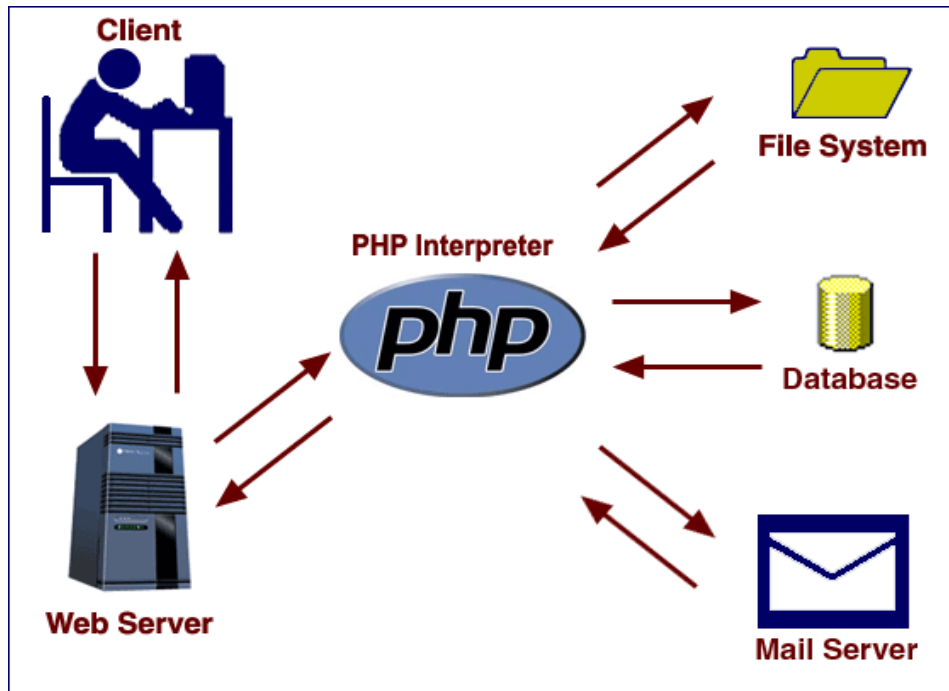 Client
File System
PHP Interpreter
php
Database
Web Server
Mail Server